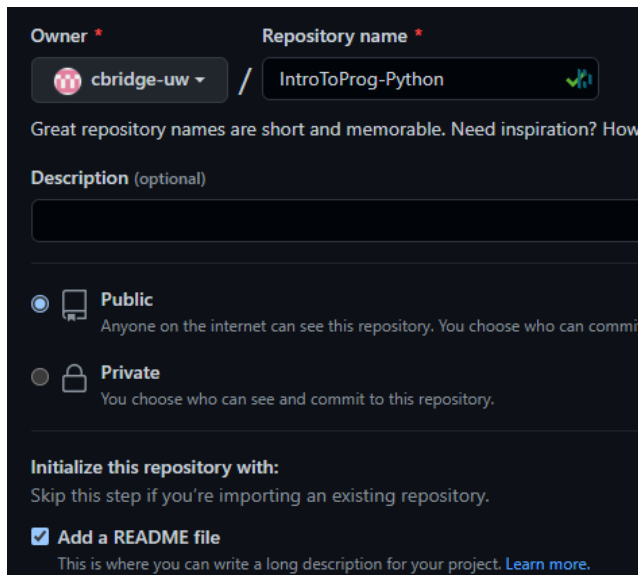 Owner * Repository name *
cbridge-uw / IntroToProg-Python
Great repository names are short and memorable. Need inspiration? How
Description (optional)
Public
Anyone on the internet can see this repository. You choose who can commit
Private
You choose who can see and commit to this repository.
Initialize this repository with:
Skip this step if you're importing an existing repository.
Add a README file
This is where you can write a long description for your project. Learn more.